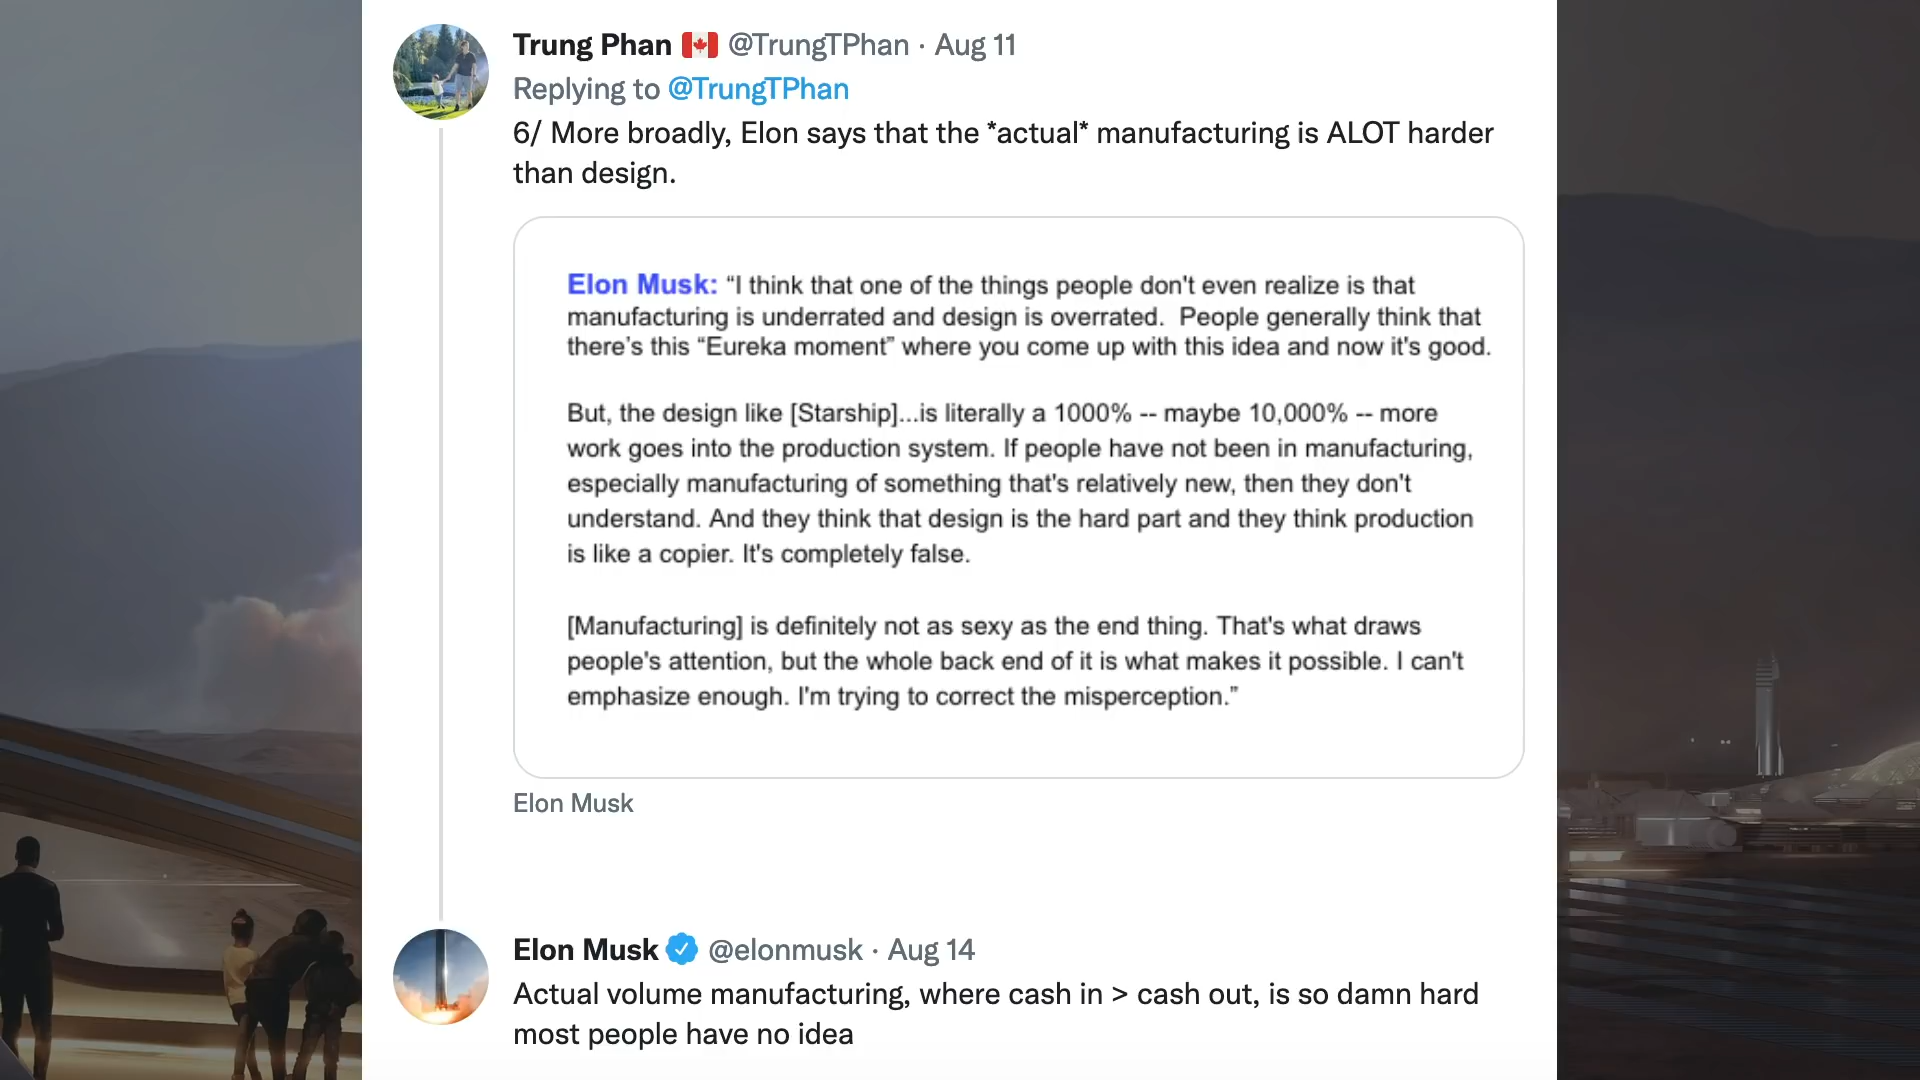 Trung Phan 🇨🇦 @TrungTPhan · Aug 11
Replying to @TrungTPhan
6/ More broadly, Elon says that the *actual* manufacturing is ALOT harder
than design.
Elon Musk: “I think that one of the things people don't even realize is that
manufacturing is underrated and design is overrated.  People generally think that
there’s this “Eureka moment” where you come up with this idea and now it's good.
But, the design like [Starship]...is literally a 1000% -- maybe 10,000% -- more
work goes into the production system. If people have not been in manufacturing,
especially manufacturing of something that's relatively new, then they don't
understand. And they think that design is the hard part and they think production
is like a copier. It's completely false.
[Manufacturing] is definitely not as sexy as the end thing. That's what draws
people's attention, but the whole back end of it is what makes it possible. I can't
emphasize enough. I'm trying to correct the misperception.”
Elon Musk
Elon Musk @elonmusk · Aug 14
Actual volume manufacturing, where cash in > cash out, is so damn hard
most people have no idea